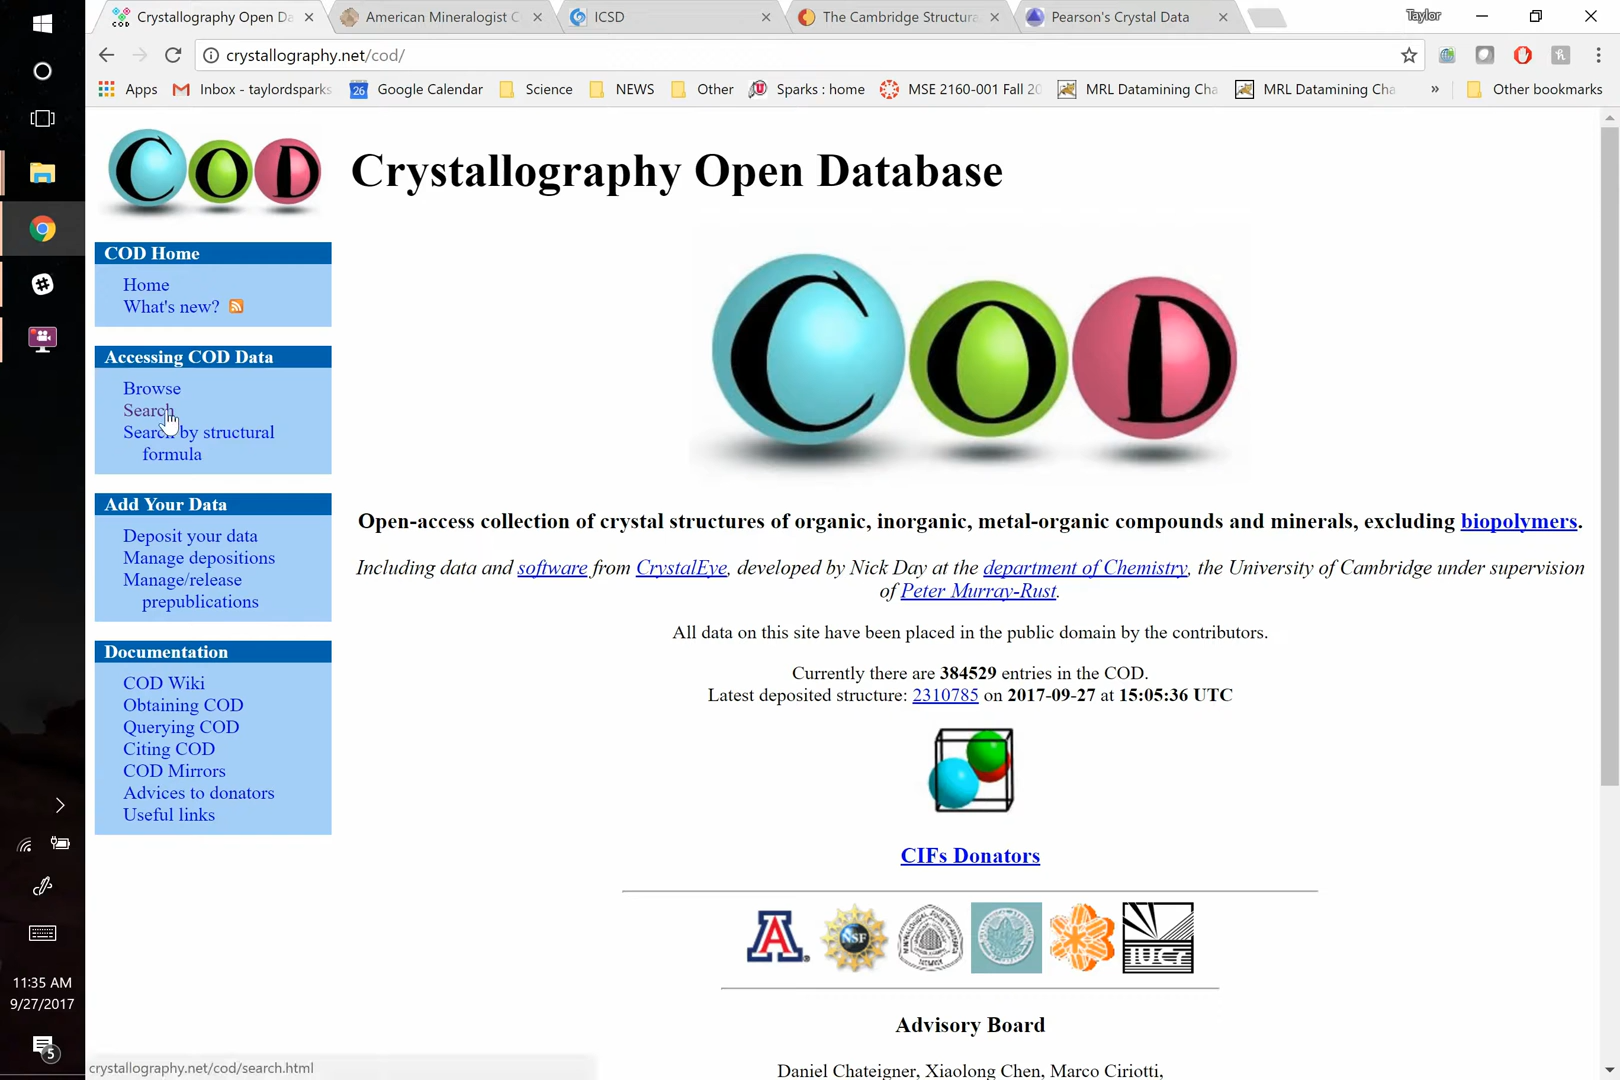 Crystallography Open Da
American Mineralogist C
ICSD
The Cambridge Structura
Pearson's Crystal Data
Taylor
crystallography.net/cod/
Apps
Inbox - taylordsparks
26
Google Calendar
Science
NEWS
Other
Sparks : home
MSE 2160-001 Fall 20
MRL Datamining Cha
MRL Datamining Cha
»
Other bookmarks
COD
Crystallography Open Database
COD Home
Home
What's new?
Accessing COD Data
Browse
Search
Search by structural
formula
Add Your Data
Deposit your data
Manage depositions
Manage/release
prepublications
Documentation
COD Wiki
Obtaining COD
Querying COD
Citing COD
COD Mirrors
Advices to donators
Useful links
COD
Open-access collection of crystal structures of organic, inorganic, metal-organic compounds and minerals, excluding biopolymers.
Including data and software from CrystalEye, developed by Nick Day at the department of Chemistry, the University of Cambridge under supervision
of Peter Murray-Rust.
All data on this site have been placed in the public domain by the contributors.
Currently there are 384529 entries in the COD.
Latest deposited structure: 2310785 on 2017-09-27 at 15:05:36 UTC
CIFs Donators
A
NSF
IUCr
Advisory Board
Daniel Chateigner, Xiaolong Chen, Marco Ciriotti,
11:35 AM
9/27/2017
5
crystallography.net/cod/search.html